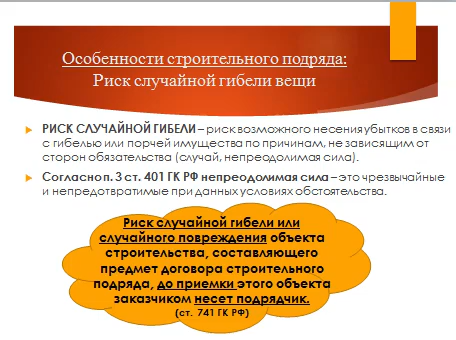 Особенности строительного подряда:
Риск случайной гибели вещи
РИСК СЛУЧАЙНОЙ ГИБЕЛИ – риск возможного несения убытков в связи
с гибелью или порчей имущества по причинам, не зависящим от
сторон обязательства (случай, непреодолимая сила).
Согласно п. 3 ст. 401 ГК РФ непреодолимая сила – это чрезвычайные
и непредотвратимые при данных условиях обстоятельства.
Риск случайной гибели или
случайного повреждения объекта
строительства, составляющего
предмет договора строительного
подряда, до приемки этого объекта
заказчиком несет подрядчик.
(ст. 741 ГК РФ)